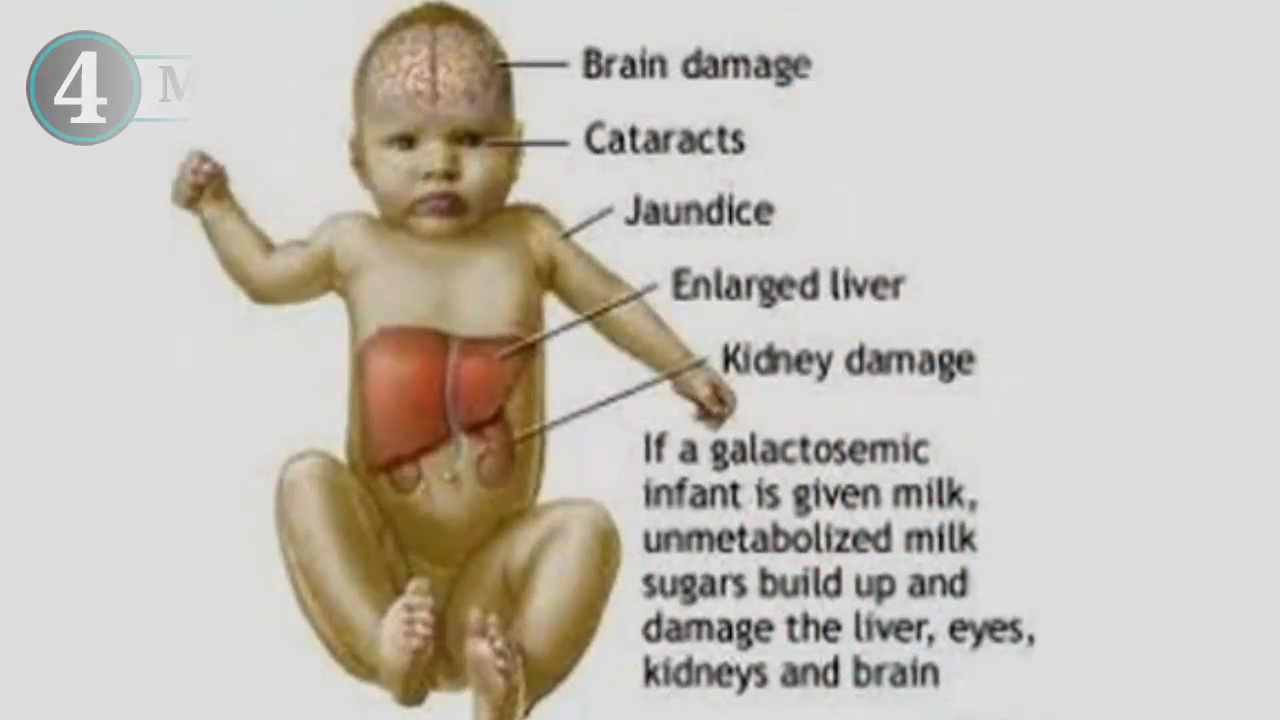 4 M
Brain damage
Cataracts
Jaundice
Enlarged liver
Kidney damage
If a galactosemic
infant is given milk,
unmetabolized milk
sugars build up and
damage the liver, eyes,
kidneys and brain